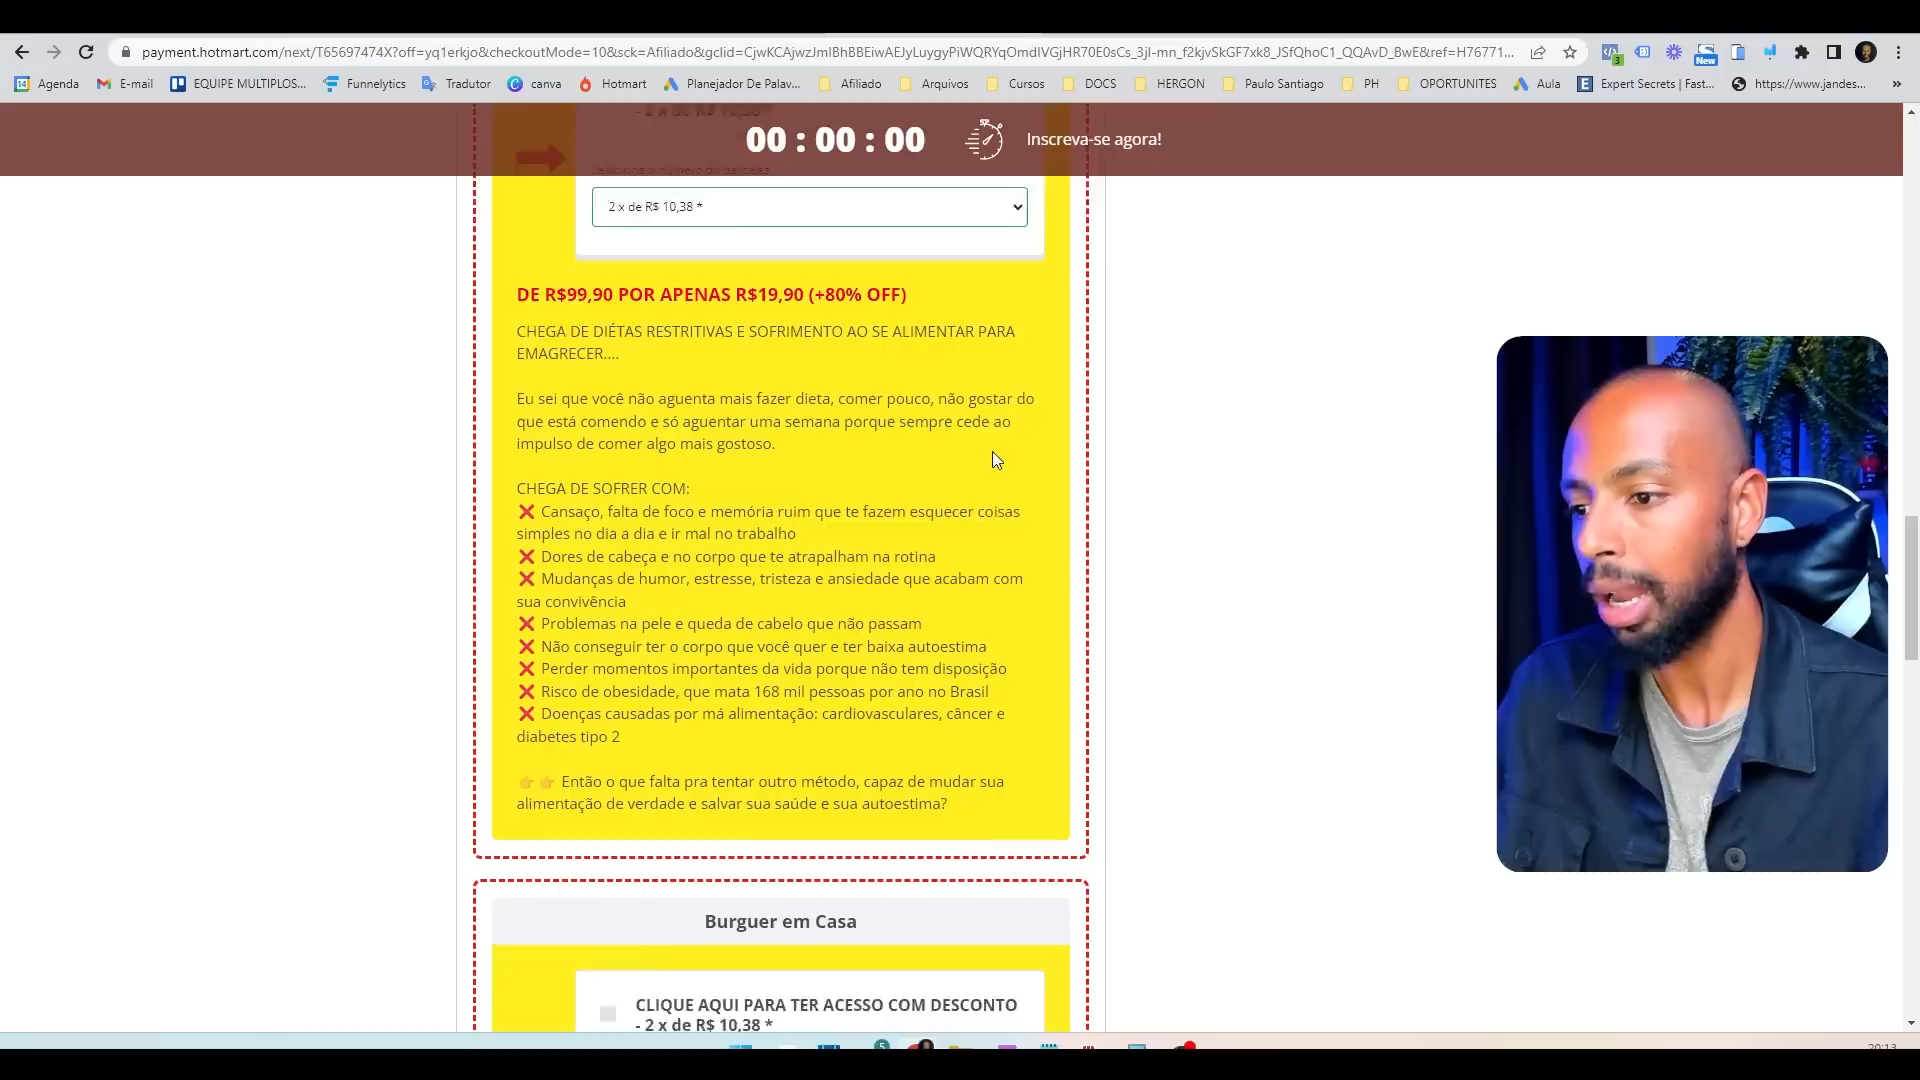 payment.hotmart.com/next/T65697474X?off=yq1erkjo&checkoutMode=10&sck=Afiliado&gclid=CjwKCAjwzJmlBhBBEiwAEJyLuygyPiWQRYqOmdIVGjHR70E0sCs_3jI-mn_f2kjvSkGF7xk8_JSfQhoC1_QQAvD_BwE&ref=H76771...
3
New
14 Agenda E-mail EQUIPE MULTIPLOS... Funnelytics Tradutor canva Hotmart Planejador De Palav... Afiliado Arquivos Cursos DOCS HERGON Paulo Santiago PH OPORTUNITES Aula Expert Secrets | Fast... https://www.jandes... »
00 : 00 : 00 Inscreva-se agora!
2 x de R$ 10,38 *
DE R$99,90 POR APENAS R$19,90 (+80% OFF)
CHEGA DE DIÉTAS RESTRITIVAS E SOFRIMENTO AO SE ALIMENTAR PARA
EMAGRECER....
Eu sei que você não aguenta mais fazer dieta, comer pouco, não gostar do
que está comendo e só aguentar uma semana porque sempre cede ao
impulso de comer algo mais gostoso.
CHEGA DE SOFRER COM:
❌ Cansaço, falta de foco e memória ruim que te fazem esquecer coisas
simples no dia a dia e ir mal no trabalho
❌ Dores de cabeça e no corpo que te atrapalham na rotina
❌ Mudanças de humor, estresse, tristeza e ansiedade que acabam com
sua convivência
❌ Problemas na pele e queda de cabelo que não passam
❌ Não conseguir ter o corpo que você quer e ter baixa autoestima
❌ Perder momentos importantes da vida porque não tem disposição
❌ Risco de obesidade, que mata 168 mil pessoas por ano no Brasil
❌ Doenças causadas por má alimentação: cardiovasculares, câncer e
diabetes tipo 2
👉👉 Então o que falta pra tentar outro método, capaz de mudar sua
alimentação de verdade e salvar sua saúde e sua autoestima?
Burguer em Casa
CLIQUE AQUI PARA TER ACESSO COM DESCONTO
- 2 x de R$ 10,38 *
5